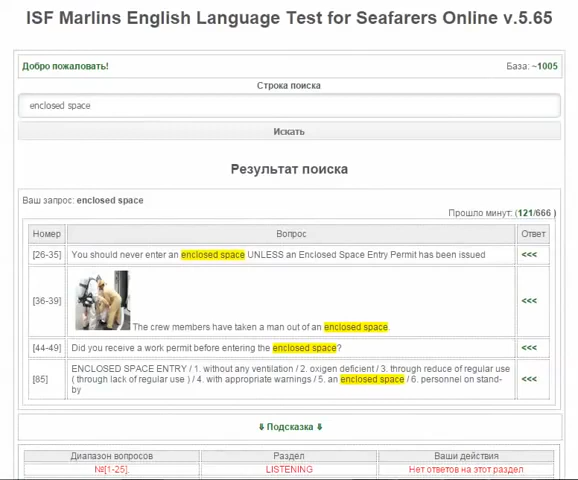 ISF Marlins English Language Test for Seafarers Online v.5.65
Добро пожаловать!
База: ~1005
Строка поиска
enclosed space
Искать
Результат поиска
Ваш запрос: enclosed space
Прошло минут: (121/666 )
Номер Вопрос Ответ
[26-35] You should never enter an enclosed space UNLESS an Enclosed Space Entry Permit has been issued <<<
[36-39] The crew members have taken a man out of an enclosed space. <<<
[44-49] Did you receive a work permit before entering the enclosed space? <<<
[85] ENCLOSED SPACE ENTRY / 1. without any ventilation / 2. oxigen deficient / 3. through reduce of regular use
( through lack of regular use ) / 4. with appropriate warnings / 5. an enclosed space / 6. personnel on stand-
by <<<
⇓ Подсказка ⇓
Диапазон вопросов Раздел Ваши действия
№[1-25]. LISTENING Нет ответов на этот раздел